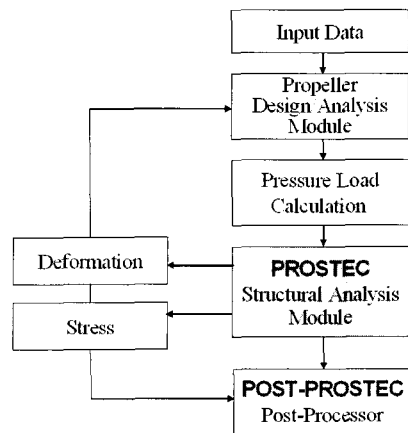 Input Data
Propeller
Design Analysis
Module
Pressure Load
Calculation
Deformation
PROSTEC
Structural Analysis
Module
Stress
POST-PROSTEC
Post-Processor